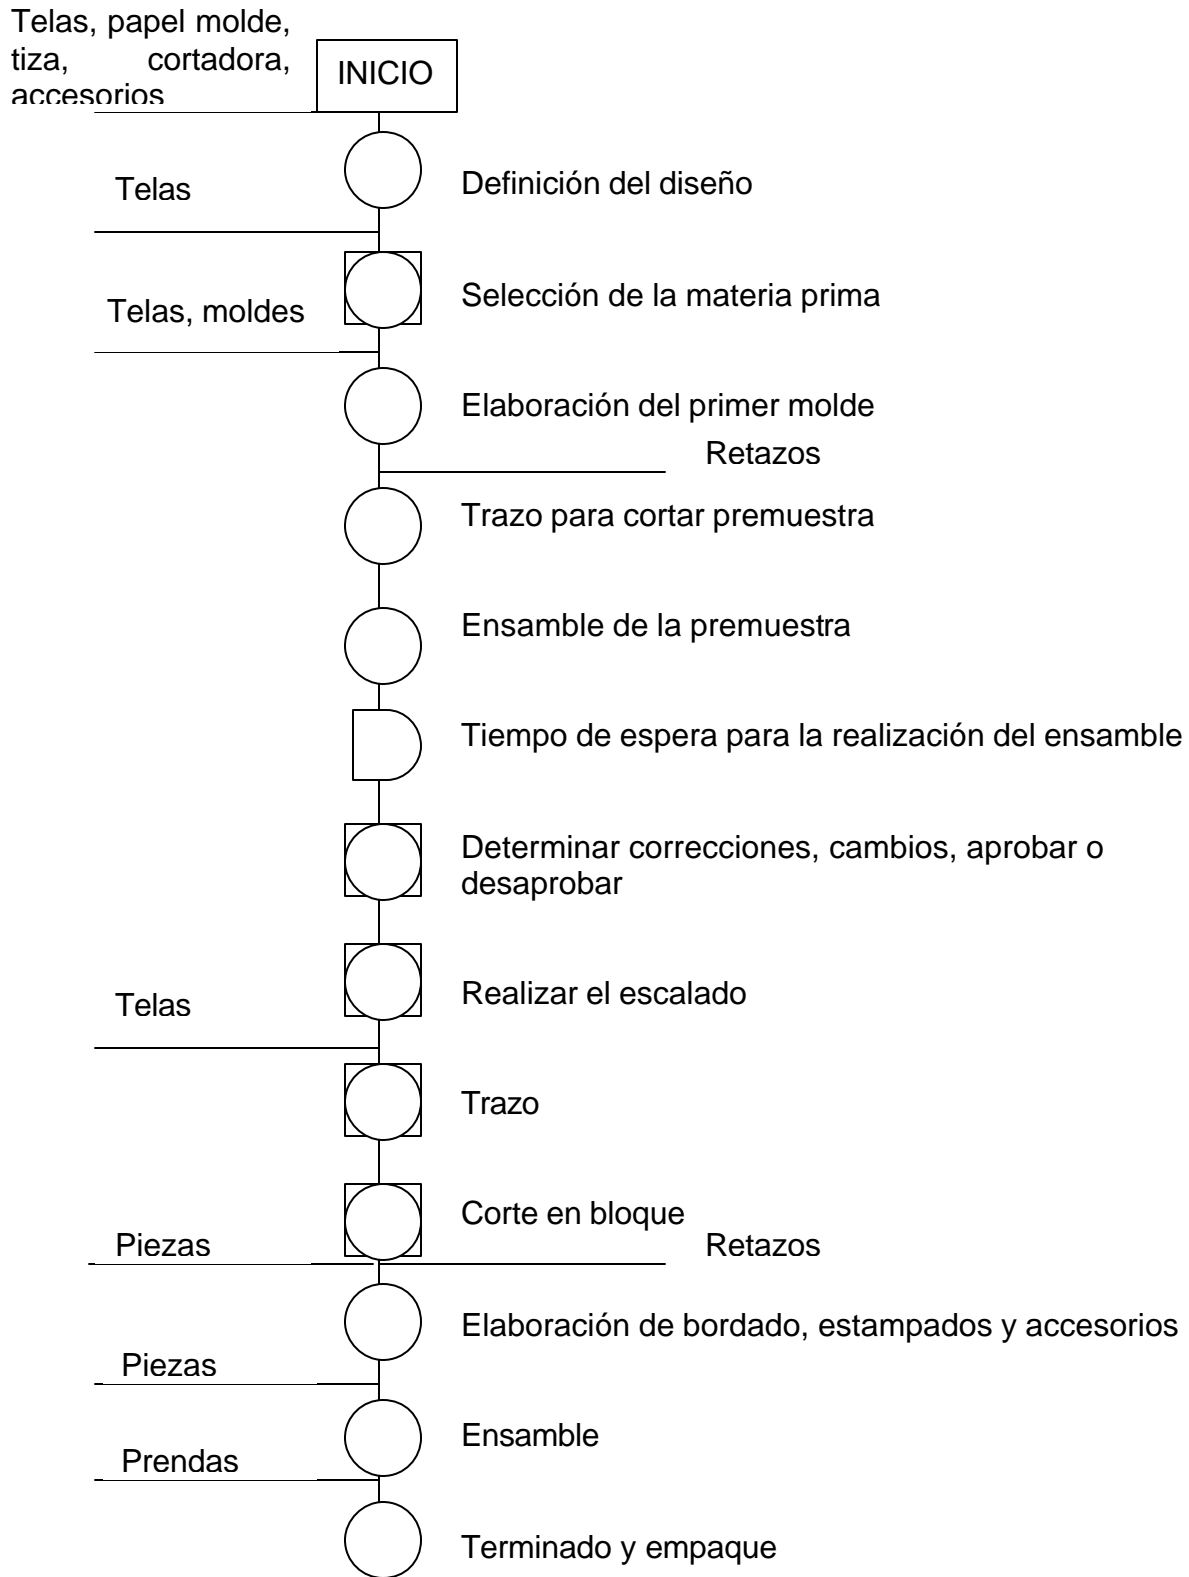 Telas, papel molde,
tiza, cortadora,
accesorios
INICIO
Telas
Definición del diseño
Telas, moldes
Selección de la materia prima
Elaboración del primer molde
Retazos
Trazo para cortar premuestra
Ensamble de la premuestra
Tiempo de espera para la realización del ensamble
Determinar correcciones, cambios, aprobar o
desaprobar
Telas
Realizar el escalado
Trazo
Corte en bloque
Piezas
Retazos
Elaboración de bordado, estampados y accesorios
Piezas
Ensamble
Prendas
Terminado y empaque